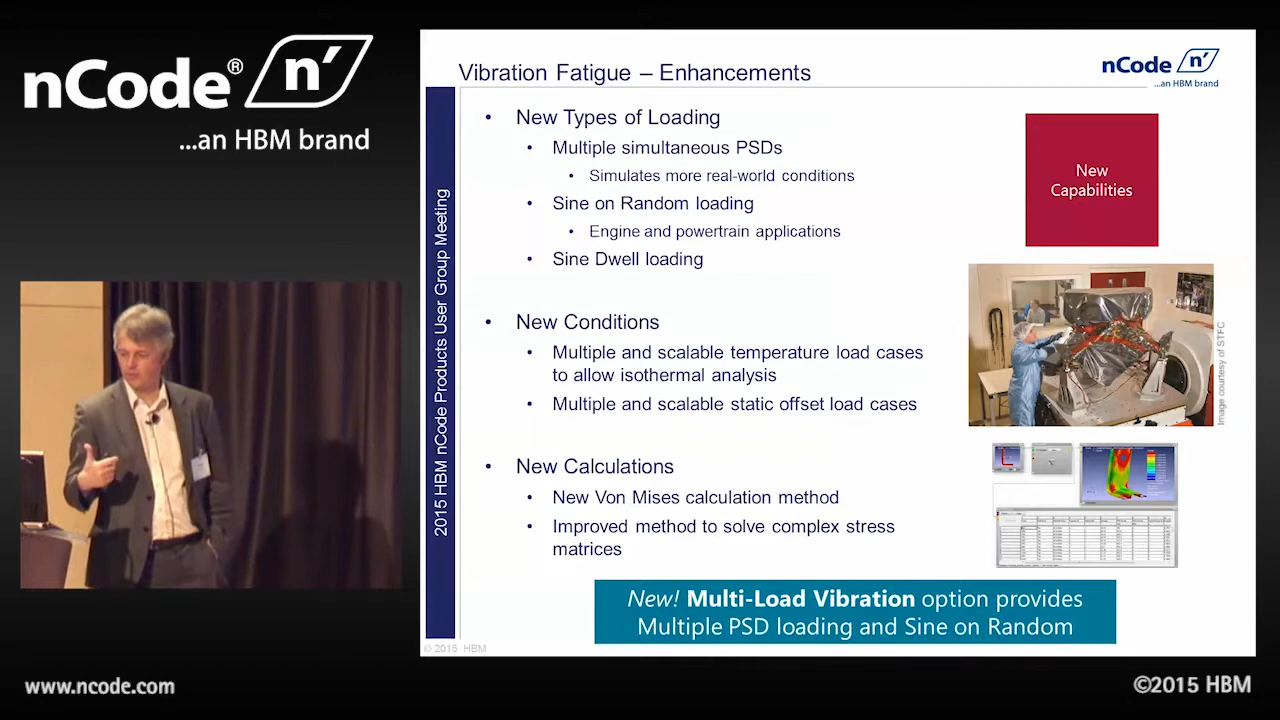 nCode® n'
...an HBM brand
Vibration Fatigue – Enhancements
nCode n'
...an HBM brand
2015 HBM nCode Products User Group Meeting
• New Types of Loading
• Multiple simultaneous PSDs
• Simulates more real-world conditions
• Sine on Random loading
• Engine and powertrain applications
• Sine Dwell loading
New
Capabilities
• New Conditions
• Multiple and scalable temperature load cases
to allow isothermal analysis
• Multiple and scalable static offset load cases
Image courtesy of STFC
• New Calculations
• New Von Mises calculation method
• Improved method to solve complex stress
matrices
New! Multi-Load Vibration option provides
Multiple PSD loading and Sine on Random
© 2015 HBM
www.ncode.com
©2015 HBM